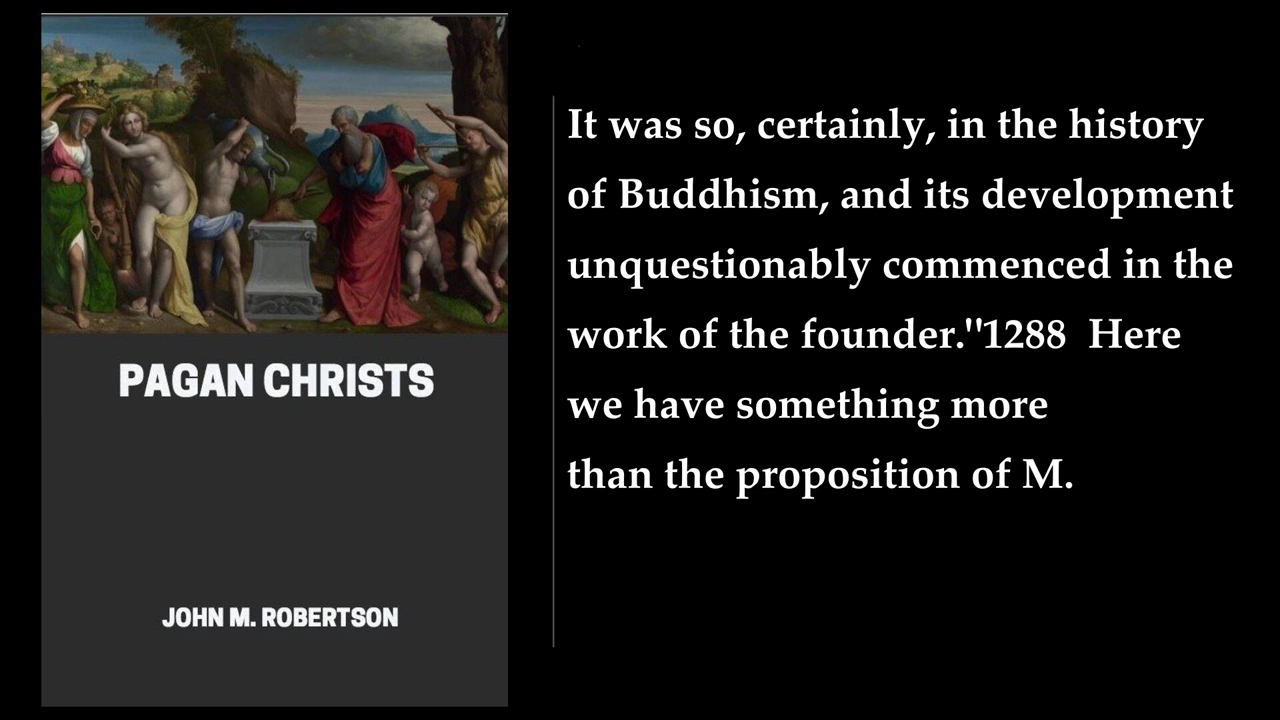 PAGAN CHRISTS
JOHN M. ROBERTSON
It was so, certainly, in the history
of Buddhism, and its development
unquestionably commenced in the
work of the founder."1288  Here
we have something more
than the proposition of M.